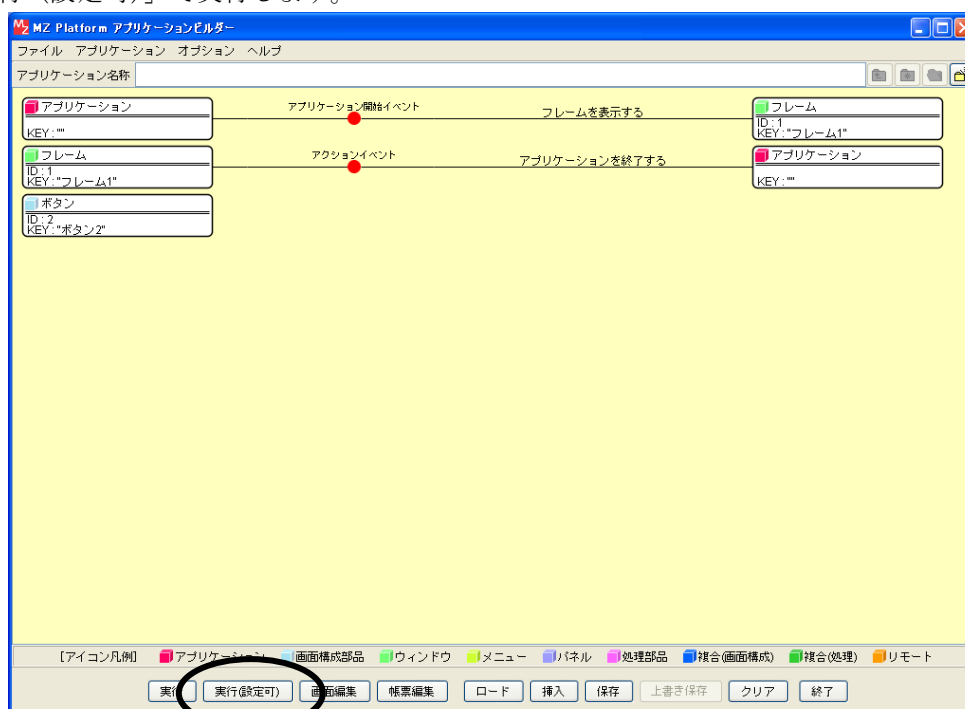 行（設定可）」で実行します。
MZ Platform アプリケーションビルダー
ファイル アプリケーション オプション ヘルプ
アプリケーション名称
アプリケーション アプリケーション開始イベント フレームを表示する フレーム
KEY:"" ID:1
KEY:"フレーム1"
フレーム アクションイベント アプリケーションを終了する アプリケーション
ID:1
KEY:"フレーム1" KEY:""
ボタン
ID:2
KEY:"ボタン2"
[アイコン凡例] アプリケーション 画面構成部品 ウィンドウ メニュー パネル 処理部品 複合(画面構成) 複合(処理) リモート
実行 実行(設定可) 画面編集 帳票編集 ロード 挿入 保存 上書き保存 クリア 終了